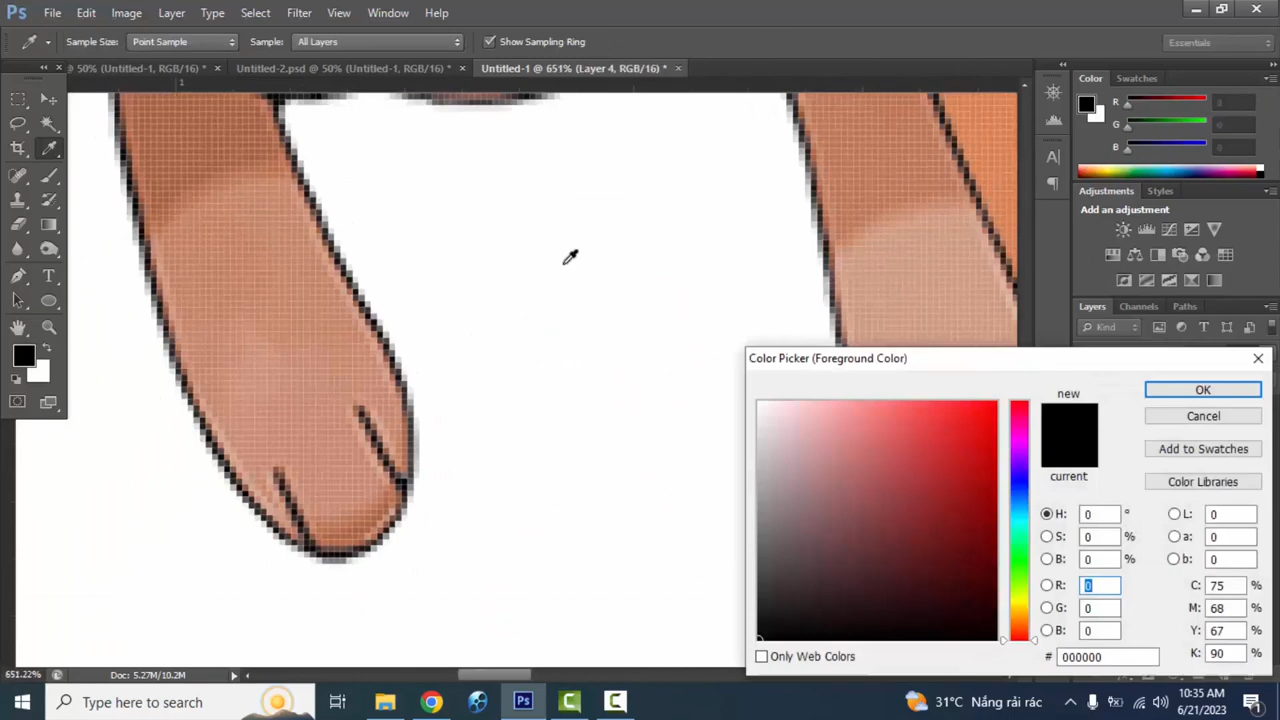 Ps File Edit Image Layer Type Select Filter View Window Help
Sample Size: Point Sample Sample: All Layers Show Sampling Ring Essentials
@ 50% (Untitled-1, RGB/16) * × Untitled-2.psd @ 50% (Untitled-1, RGB/16) * × Untitled-1 @ 651% (Layer 4, RGB/16) * ×
1
Color Swatches
R 0
G 0
B 0
Adjustments Styles
Add an adjustment
Layers Channels Paths
Kind
Color Picker (Foreground Color)
new
current
OK
Cancel
Add to Swatches
Color Libraries
H: 0 ° L: 0
S: 0 % a: 0
B: 0 % b: 0
R: 0 C: 75 %
G: 0 M: 68 %
B: 0 Y: 67 %
# 000000 K: 90 %
Only Web Colors
651.22% Doc: 5.27M/10.2M
Type here to search
31°C Nắng rải rác
10:35 AM
6/21/2023
1